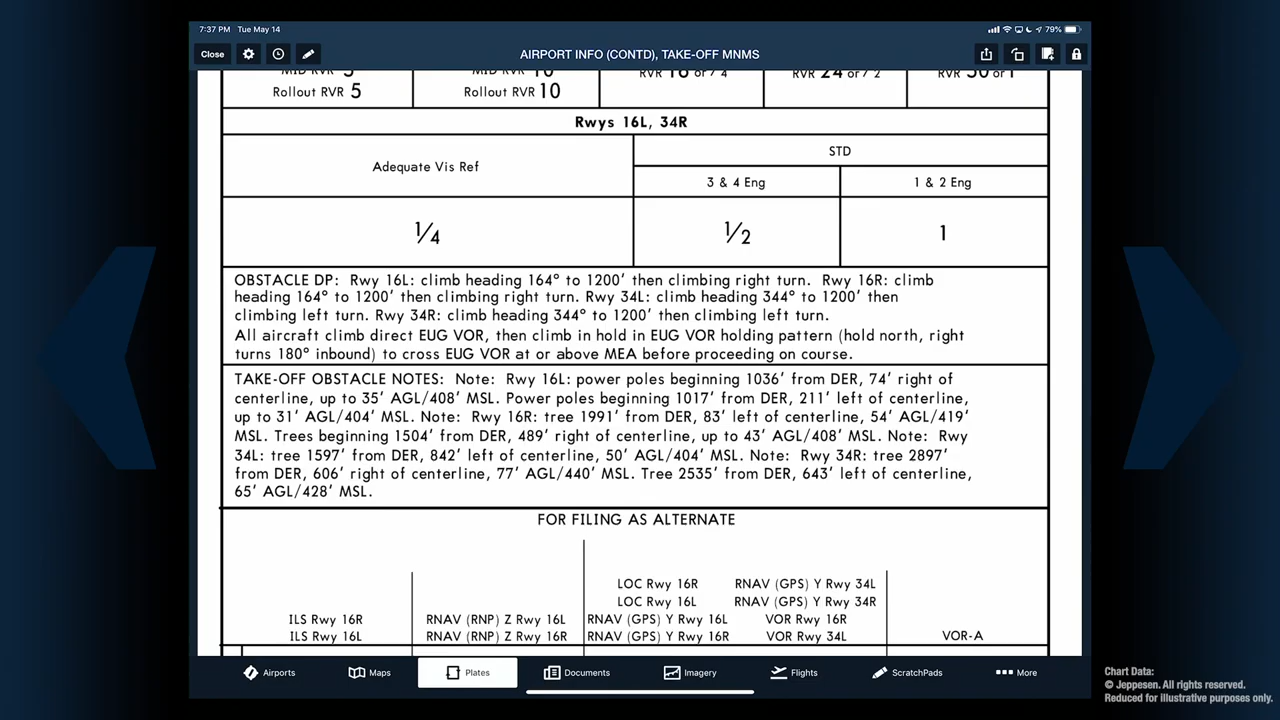 7:37 PM Tue May 14
79%
Close
AIRPORT INFO (CONTD), TAKE-OFF MNMS
Rollout RVR 5
Rollout RVR 10
Rwys 16L, 34R
Adequate Vis Ref
STD
3 & 4 Eng
1 & 2 Eng
1/4
1/2
1
OBSTACLE DP: Rwy 16L: climb heading 164° to 1200' then climbing right turn. Rwy 16R: climb
heading 164° to 1200' then climbing right turn. Rwy 34L: climb heading 344° to 1200' then
climbing left turn. Rwy 34R: climb heading 344° to 1200' then climbing left turn.
All aircraft climb direct EUG VOR, then climb in hold in EUG VOR holding pattern (hold north, right
turns 180° inbound) to cross EUG VOR at or above MEA before proceeding on course.
TAKE-OFF OBSTACLE NOTES: Note: Rwy 16L: power poles beginning 1036' from DER, 74' right of
centerline, up to 35' AGL/408' MSL. Power poles beginning 1017' from DER, 211' left of centerline,
up to 31' AGL/404' MSL. Note: Rwy 16R: tree 1991' from DER, 83' left of centerline, 54' AGL/419'
MSL. Trees beginning 1504' from DER, 489' right of centerline, up to 43' AGL/408' MSL. Note: Rwy
34L: tree 1597' from DER, 842' left of centerline, 50' AGL/404' MSL. Note: Rwy 34R: tree 2897'
from DER, 606' right of centerline, 77' AGL/440' MSL. Tree 2535' from DER, 643' left of centerline,
65' AGL/428' MSL.
FOR FILING AS ALTERNATE
LOC Rwy 16R RNAV (GPS) Y Rwy 34L
LOC Rwy 16L RNAV (GPS) Y Rwy 34R
ILS Rwy 16R RNAV (RNP) Z Rwy 16L RNAV (GPS) Y Rwy 16L VOR Rwy 16R
ILS Rwy 16L RNAV (RNP) Z Rwy 16R RNAV (GPS) Y Rwy 16R VOR Rwy 34L VOR-A
Airports Maps Plates Documents Imagery Flights ScratchPads More
Chart Data:
© Jeppesen. All rights reserved.
Reduced for illustrative purposes only.